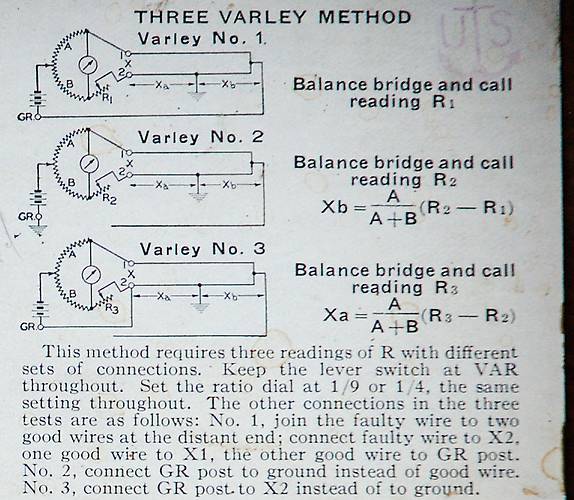 THREE VARLEY METHOD
UTS
Varley No. 1.
A
B
1
X
2
R1
Xa
Xb
GR
Balance bridge and call
reading R1
Varley No. 2
A
B
1
X
2
R2
Xa
Xb
GR
Balance bridge and call
reading R2
Xb = A / A+B (R2 — R1)
Varley No. 3
A
B
1
X
2
R3
Xa
Xb
GR
Balance bridge and call
reading R3
Xa = A / A+B (R3 — R2)
This method requires three readings of R with different
sets of connections. Keep the lever switch at VAR
throughout. Set the ratio dial at 1/9 or 1/4, the same
setting throughout. The other connections in the three
tests are as follows: No. 1, join the faulty wire to two
good wires at the distant end; connect faulty wire to X2,
one good wire to X1, the other good wire to GR post.
No. 2, connect GR post to ground instead of good wire.
No. 3, connect GR post to X2 instead of to ground.